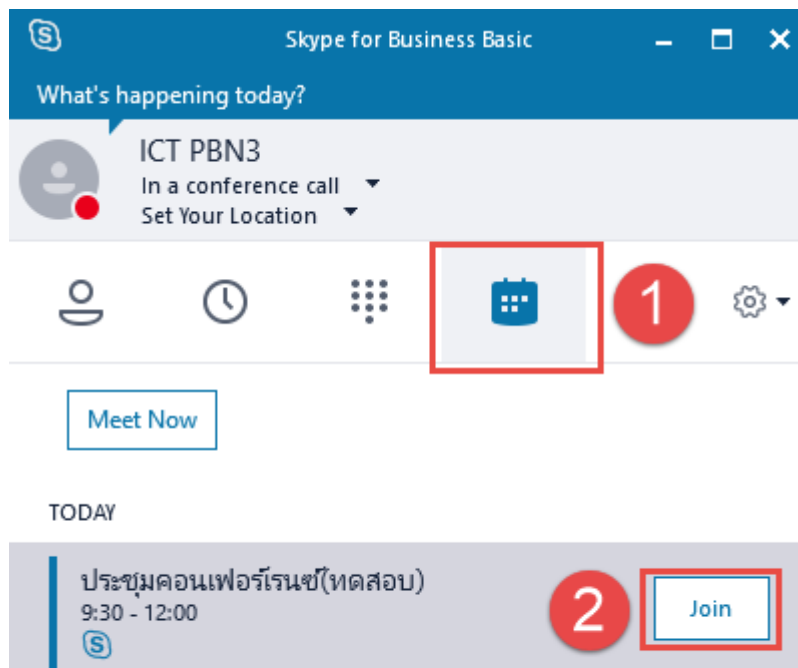 Skype for Business Basic
What's happening today?
ICT PBN3
In a conference call
Set Your Location
1
Meet Now
TODAY
ประชุมคอนเฟอร์เรนซ์(ทดสอบ)
9:30 - 12:00
2
Join